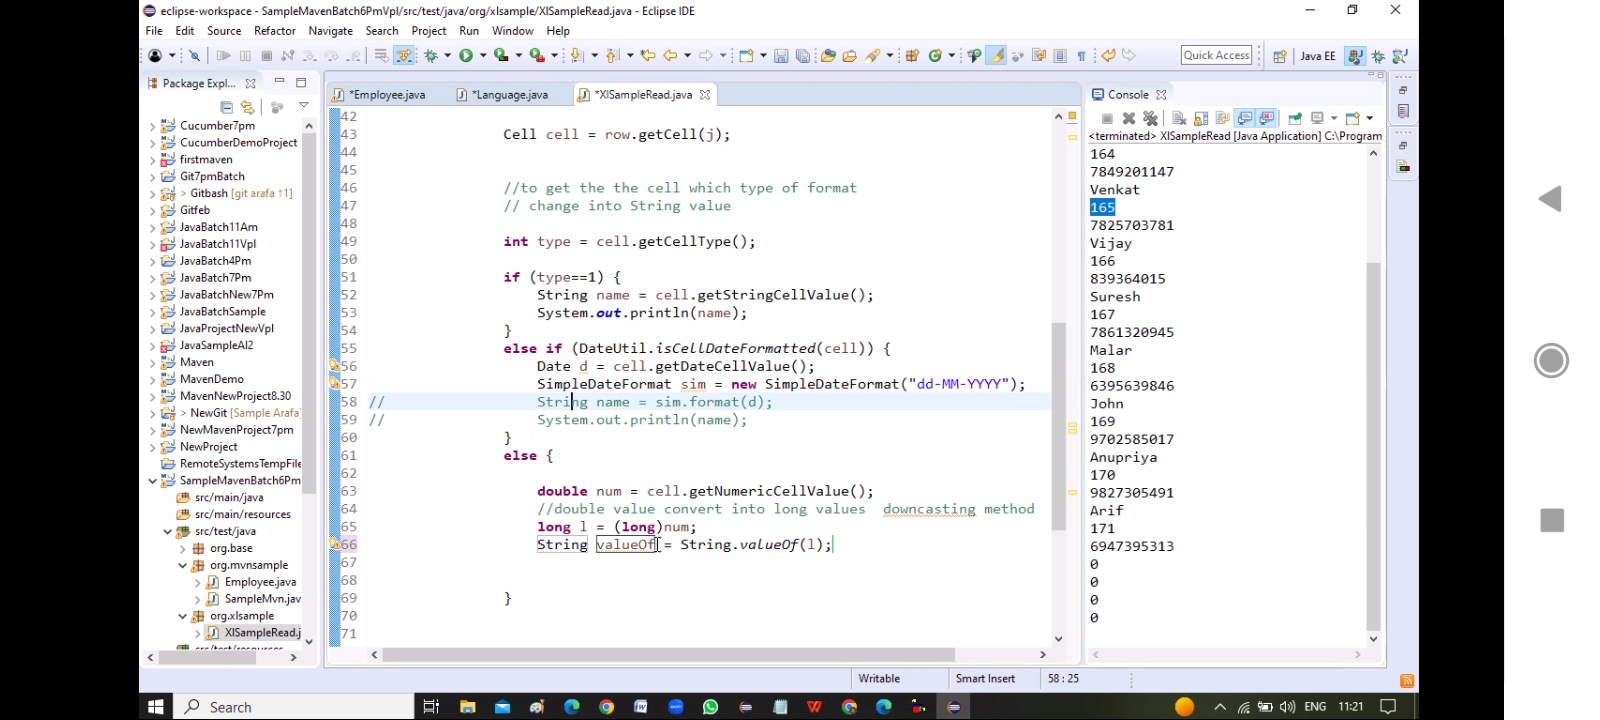 eclipse-workspace - SampleMavenBatch6PmVpl/src/test/java/org/xlsample/XlSampleRead.java - Eclipse IDE
File Edit Source Refactor Navigate Search Project Run Window Help
Quick Access
Java EE
Package Expl...
Cucumber7pm
CucumberDemoProject
firstmaven
Git7pmBatch
> Gitbash [git arafa ↑1]
Gitfeb
JavaBatch11Am
JavaBatch11Vpl
JavaBatch4Pm
JavaBatch7Pm
JavaBatchNew7Pm
JavaBatchSample
JavaProjectNewVpl
JavaSampleAl2
Maven
MavenDemo
MavenNewProject8.30
> NewGit [Sample Arafa
NewMavenProject7pm
NewProject
RemoteSystemsTempFile
SampleMavenBatch6Pm
src/main/java
src/main/resources
src/test/java
org.base
org.mvnsample
Employee.java
SampleMvn.jav
org.xlsample
XlSampleRead.j
src/test/resources
*Employee.java *Language.java *XlSampleRead.java
42
43 Cell cell = row.getCell(j);
44
45
46 //to get the the cell which type of format
47 // change into String value
48
49 int type = cell.getCellType();
50
51 if (type==1) {
52 String name = cell.getStringCellValue();
53 System.out.println(name);
54 }
55 else if (DateUtil.isCellDateFormatted(cell)) {
56 Date d = cell.getDateCellValue();
57 SimpleDateFormat sim = new SimpleDateFormat("dd-MM-YYYY");
58 // String name = sim.format(d);
59 // System.out.println(name);
60 }
61 else {
62
63 double num = cell.getNumericCellValue();
64 //double value convert into long values downcasting method
65 long l = (long)num;
66 String valueOf = String.valueOf(l);
67
68
69 }
70
71
Console
<terminated> XlSampleRead [Java Application] C:\Program
164
7849201147
Venkat
165
7825703781
Vijay
166
839364015
Suresh
167
7861320945
Malar
168
6395639846
John
169
9702585017
Anupriya
170
9827305491
Arif
171
6947395313
0
0
0
0
Writable Smart Insert 58 : 25
Search
ENG 11:21